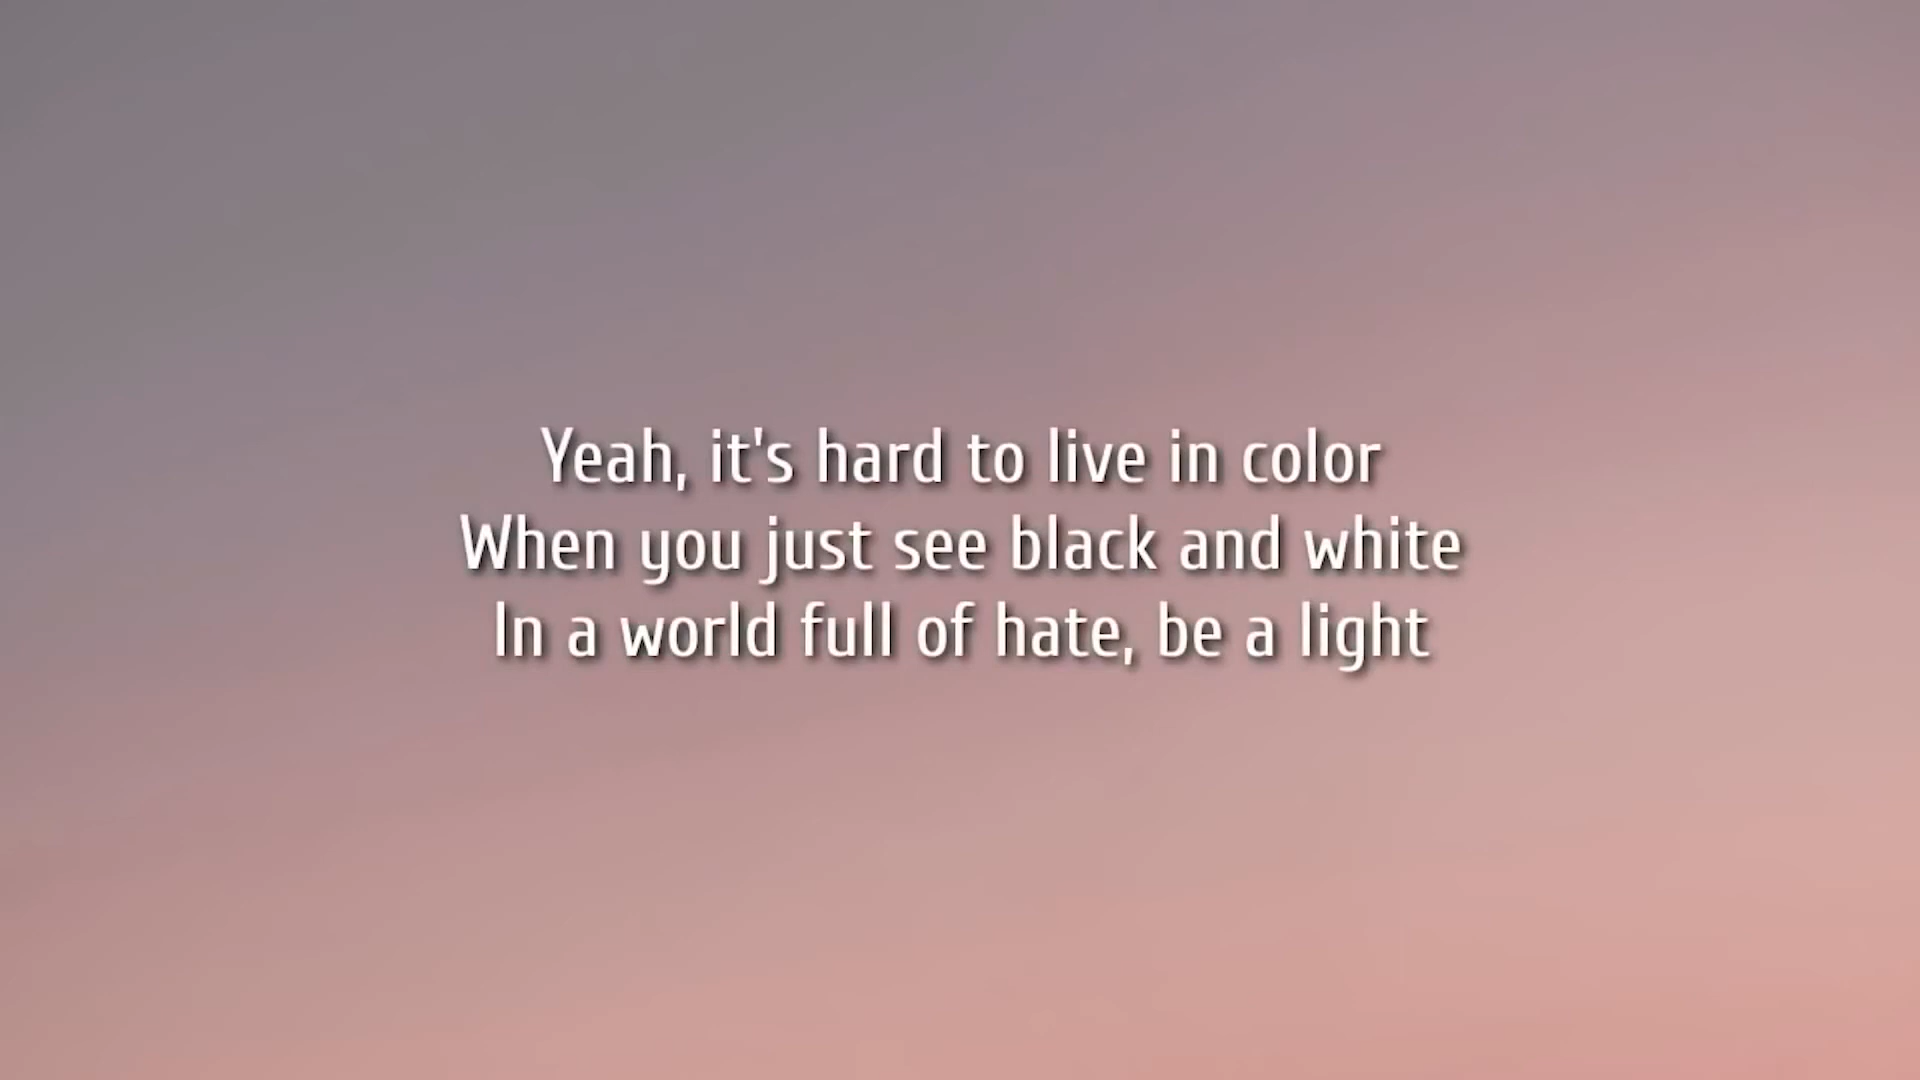 Yeah, it's hard to live in color
When you just see black and white
In a world full of hate, be a light